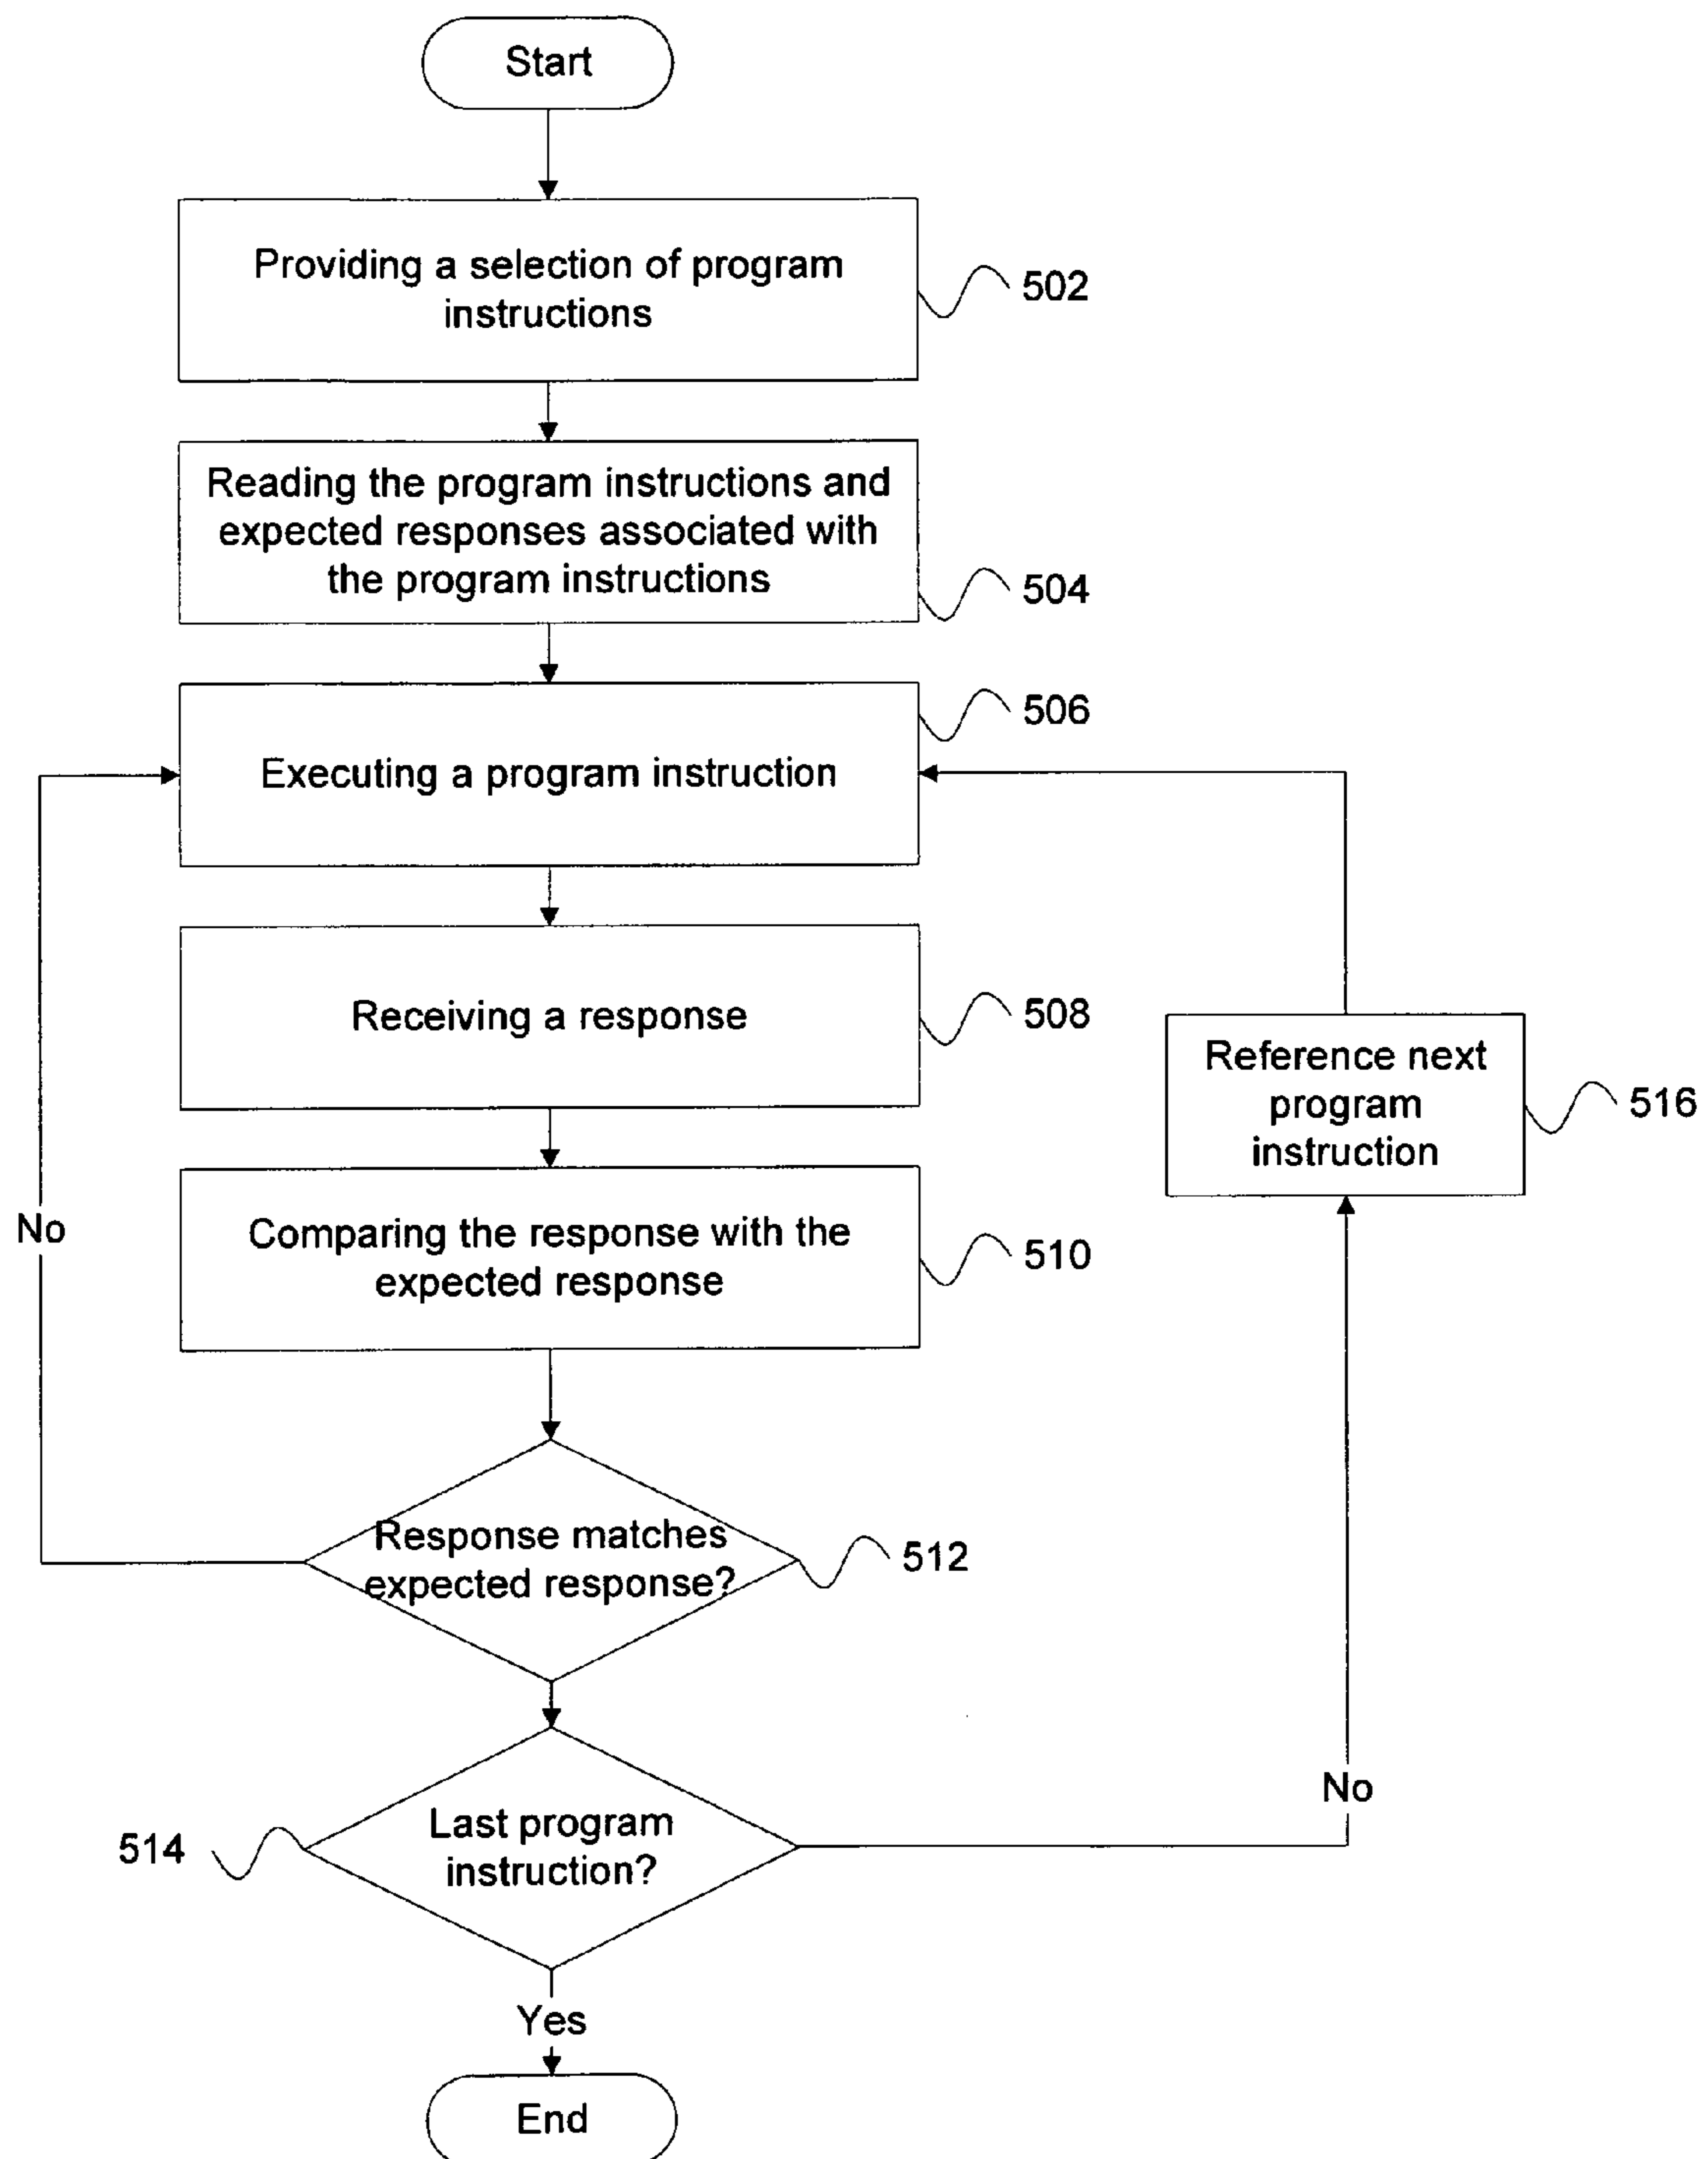 Start
Providing a selection of program
instructions
502
Reading the program instructions and
expected responses associated with
the program instructions
504
506
Executing a program instruction
Receiving a response
508
Reference next
program
instruction
516
No
Comparing the response with the
expected response
510
Response matches
expected response?
512
No
Last program
instruction?
514
Yes
End